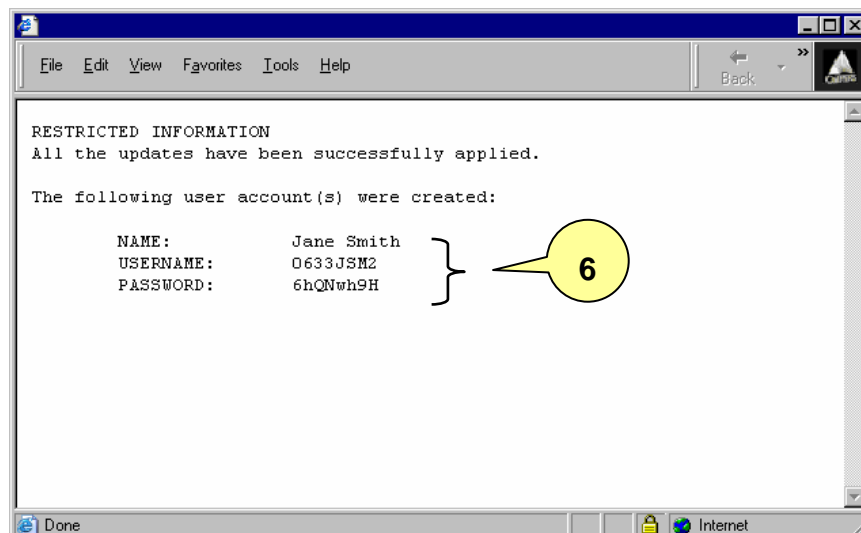 File Edit View Favorites Tools Help
Back »
RESTRICTED INFORMATION
All the updates have been successfully applied.
The following user account(s) were created:
NAME: Jane Smith
USERNAME: O633JSM2
PASSWORD: 6hQNwh9H
6
Done Internet